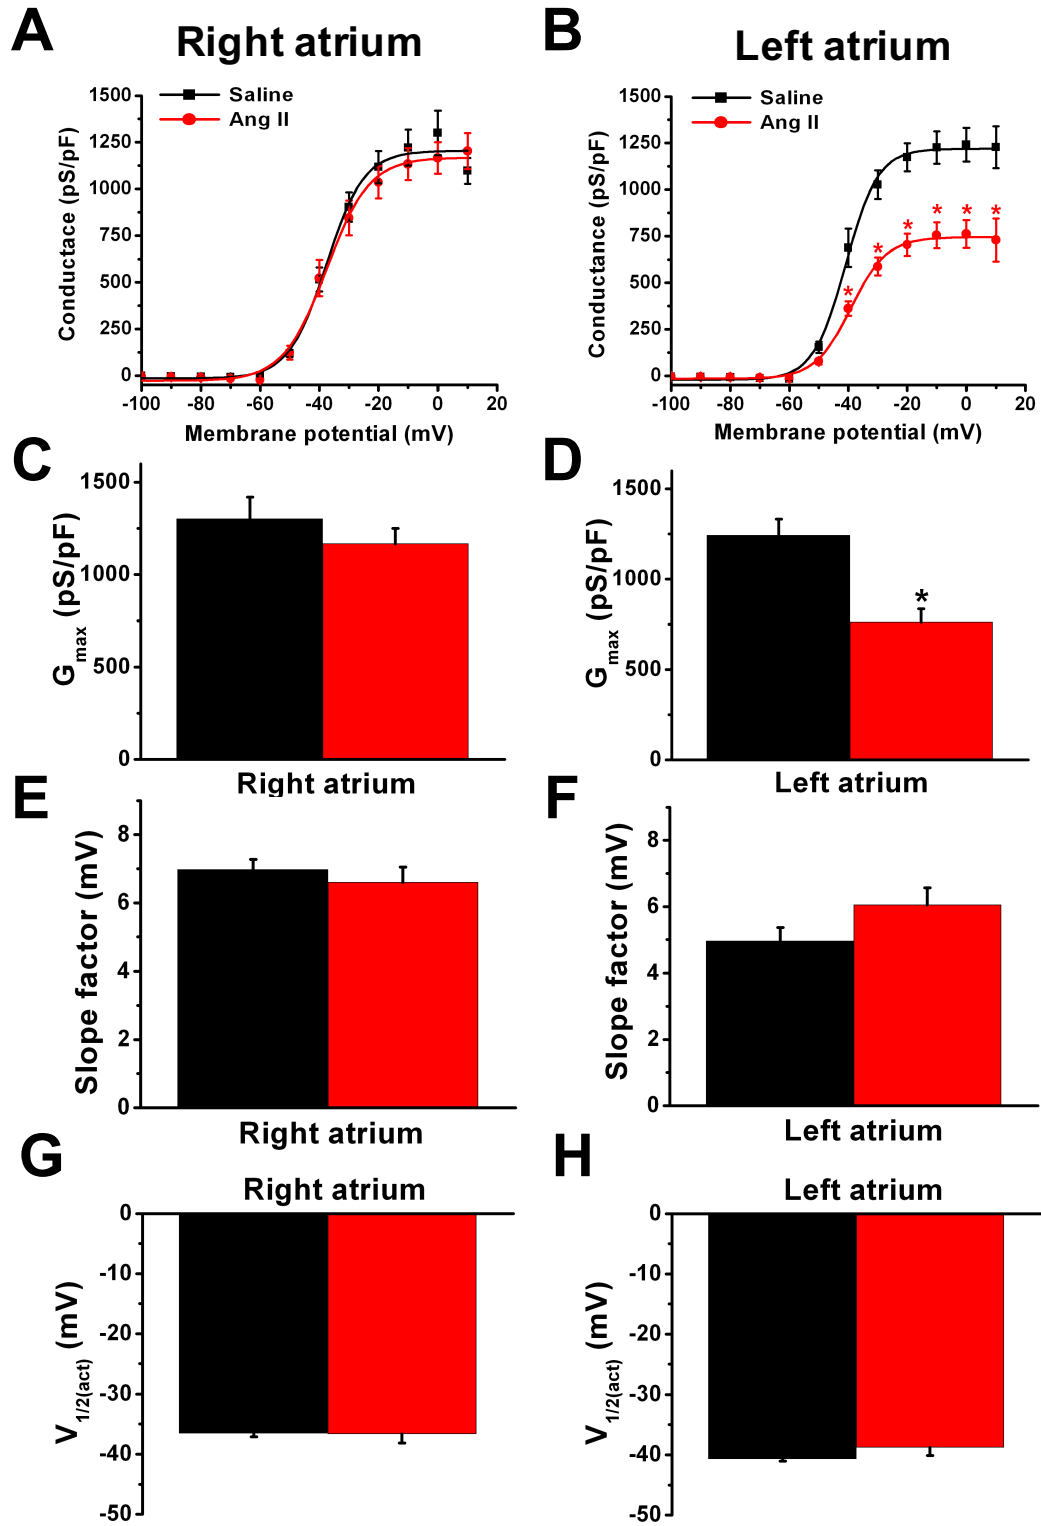 A
Right atrium
Saline
Ang II
Conductace (pS/pF)
1500
1250
1000
750
500
250
0
-100
-80
-60
-40
-20
0
20
Membrane potential (mV)
B
Left atrium
Saline
Ang II
Conductance (pS/pF)
1500
1250
1000
750
500
250
0
* * * * * *
-100
-80
-60
-40
-20
0
20
Membrane potential (mV)
C
Gmax (pS/pF)
1500
1000
500
0
Right atrium
D
Gmax (pS/pF)
1500
1000
500
0
*
Left atrium
E
Slope factor (mV)
8
6
4
2
0
Right atrium
F
Slope factor (mV)
8
6
4
2
0
Left atrium
G
Right atrium
V1/2(act) (mV)
0
-10
-20
-30
-40
-50
H
Left atrium
V1/2(act) (mV)
0
-10
-20
-30
-40
-50